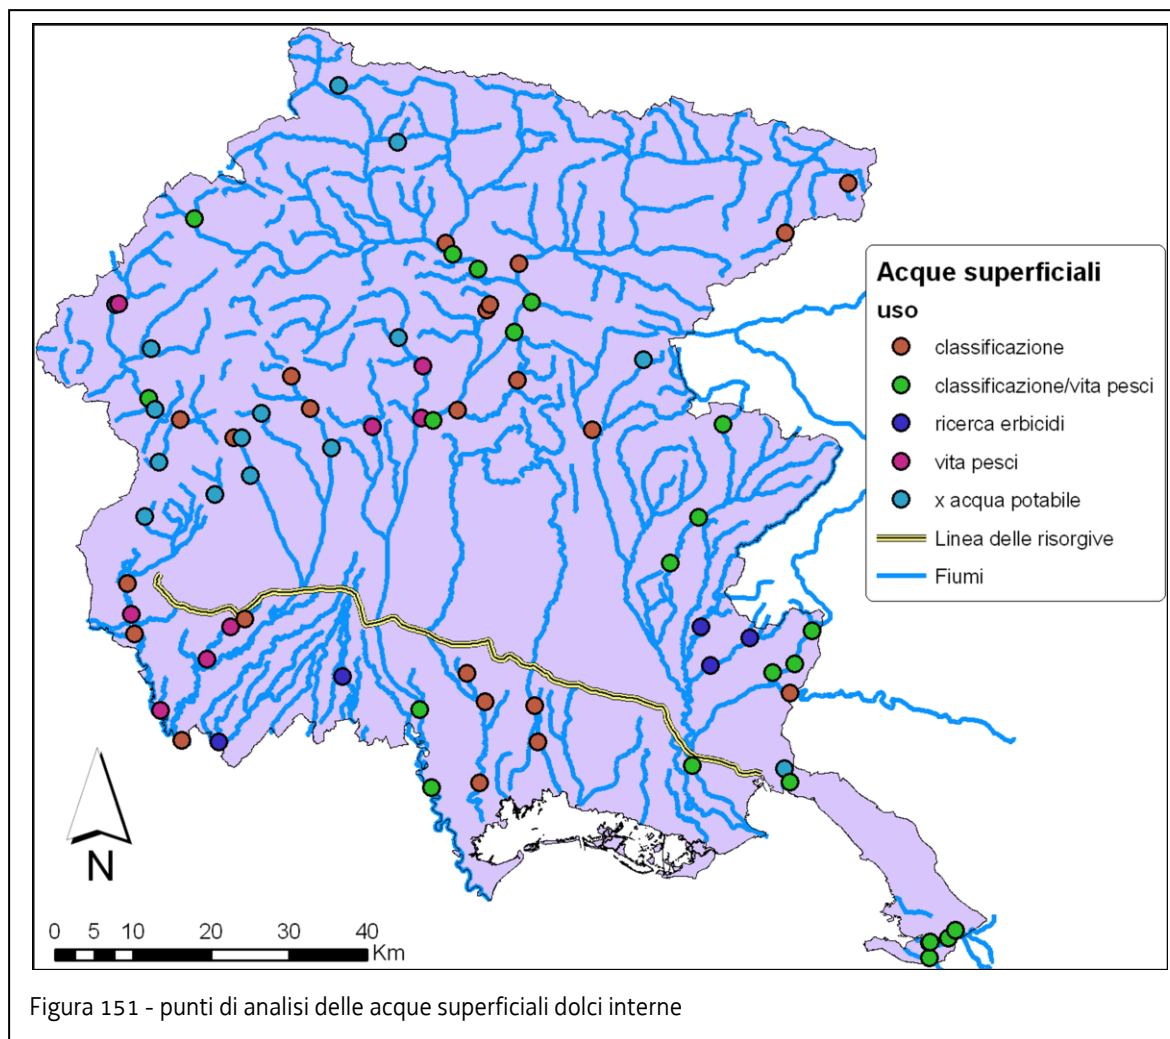 Acque superficiali
uso
classificazione
classificazione/vita pesci
ricerca erbicidi
vita pesci
x acqua potabile
Linea delle risorgive
Fiumi
N
0 5 10 20 30 40
Km
Figura 151 - punti di analisi delle acque superficiali dolci interne